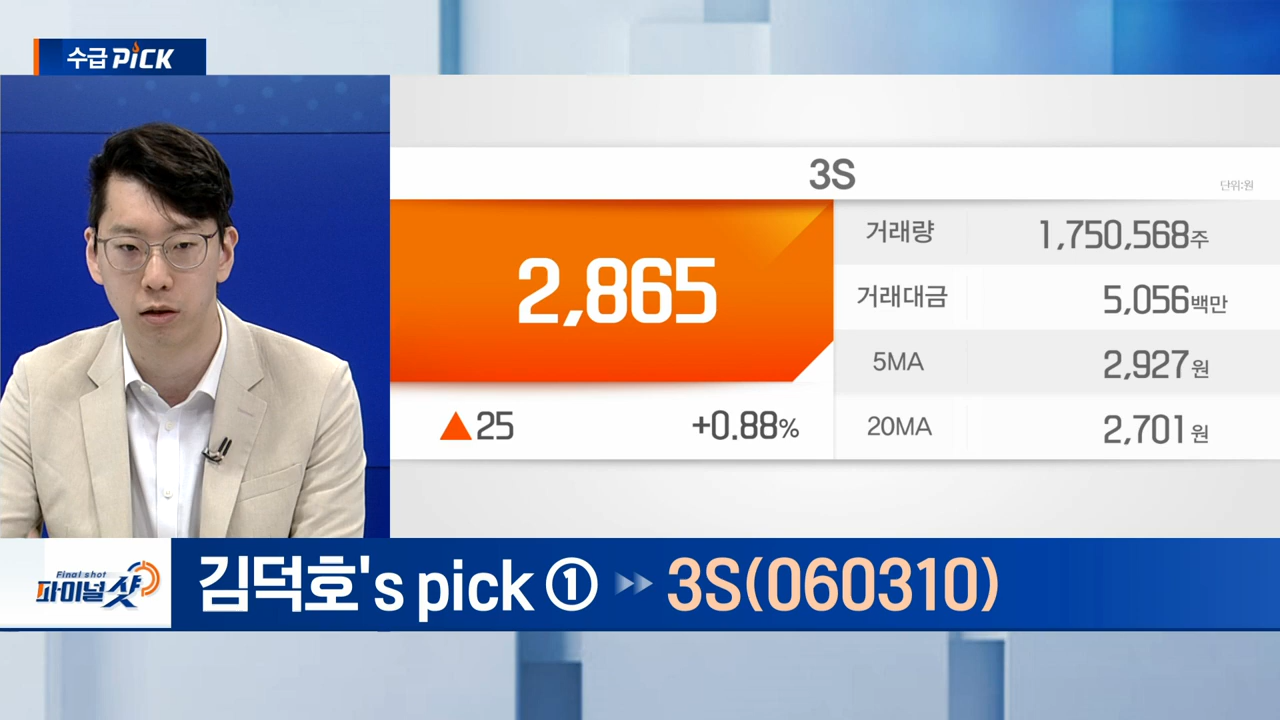 수급 PiCK
3S
단위:원
2,865
▲25 +0.88%
거래량 1,750,568주
거래대금 5,056백만
5MA 2,927원
20MA 2,701원
Final shot
파이널샷
김덕호's pick ① 3S(060310)